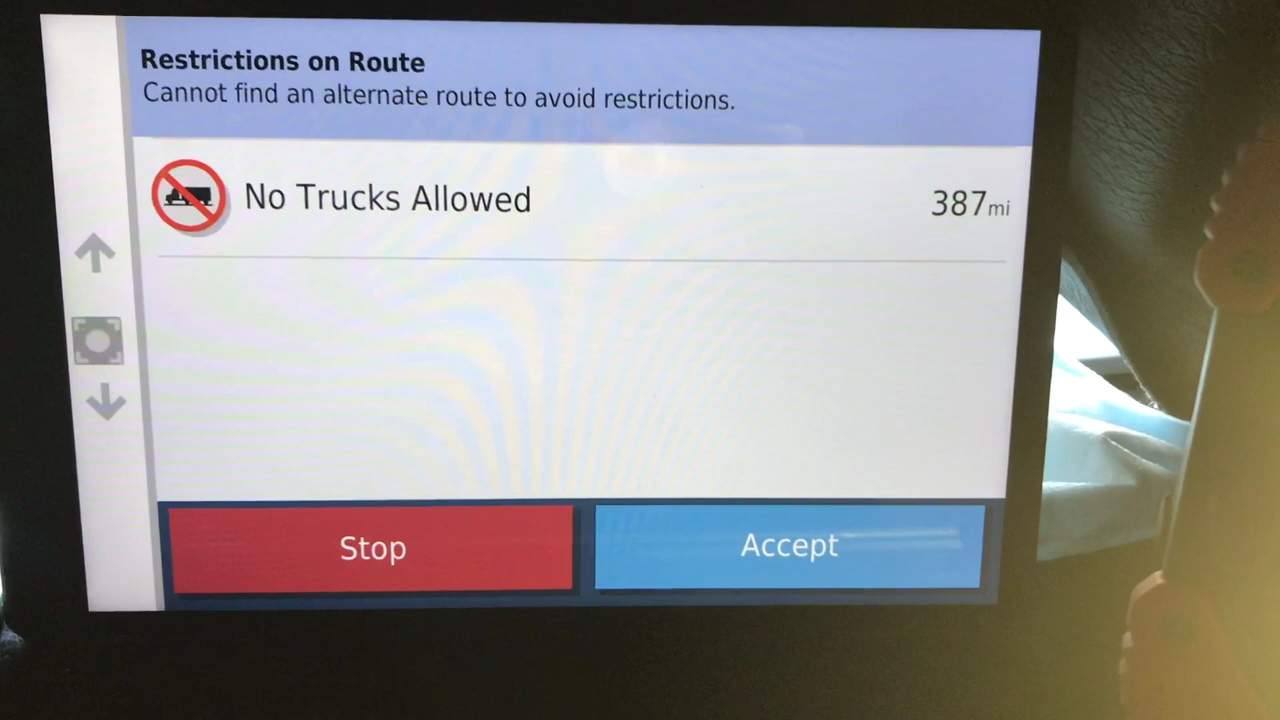 Restrictions on Route
Cannot find an alternate route to avoid restrictions.
No Trucks Allowed 387mi
Stop Accept